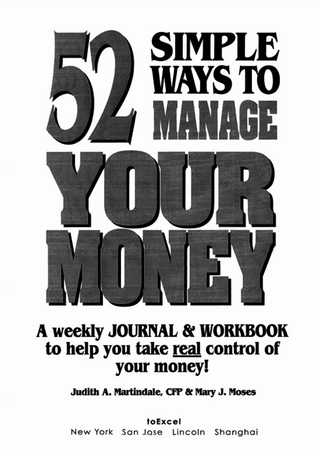 52 SIMPLE
WAYS TO
MANAGE
YOUR
MONEY
A weekly JOURNAL & WORKBOOK
to help you take real control of
your money!
Judith A. Martindale, CFP & Mary J. Moses
toExcel
New York San Jose Lincoln Shanghai